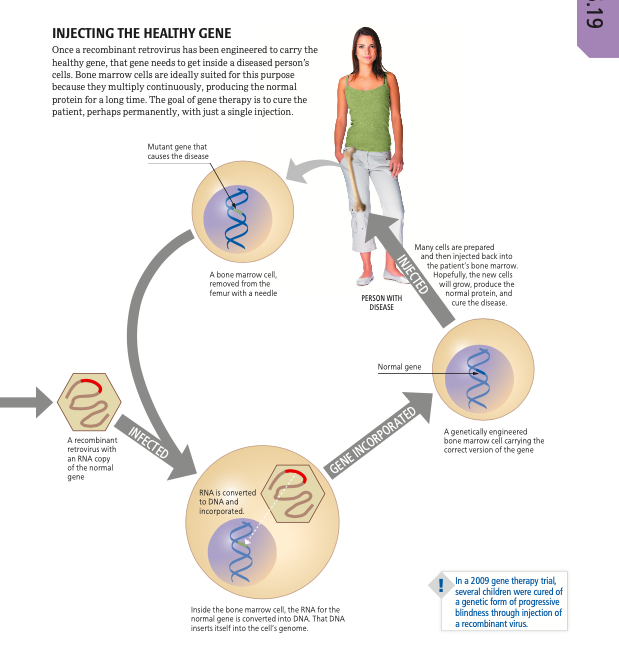 5.19
INJECTING THE HEALTHY GENE
Once a recombinant retrovirus has been engineered to carry the
healthy gene, that gene needs to get inside a diseased person's
cells. Bone marrow cells are ideally suited for this purpose
because they multiply continuously, producing the normal
protein for a long time. The goal of gene therapy is to cure the
patient, perhaps permanently, with just a single injection.
Mutant gene that
causes the disease
A bone marrow cell,
removed from the
femur with a needle
PERSON WITH
DISEASE
INJECTED
Many cells are prepared
and then injected back into
the patient's bone marrow.
Hopefully, the new cells
will grow, produce the
normal protein, and
cure the disease.
Normal gene
A genetically engineered
bone marrow cell carrying the
correct version of the gene
A recombinant
retrovirus with
an RNA copy
of the normal
gene
INFECTED
GENE INCORPORATED
RNA is converted
to DNA and
incorporated.
Inside the bone marrow cell, the RNA for the
normal gene is converted into DNA. That DNA
inserts itself into the cell's genome.
!
In a 2009 gene therapy trial,
several children were cured of
a genetic form of progressive
blindness through injection of
a recombinant virus.